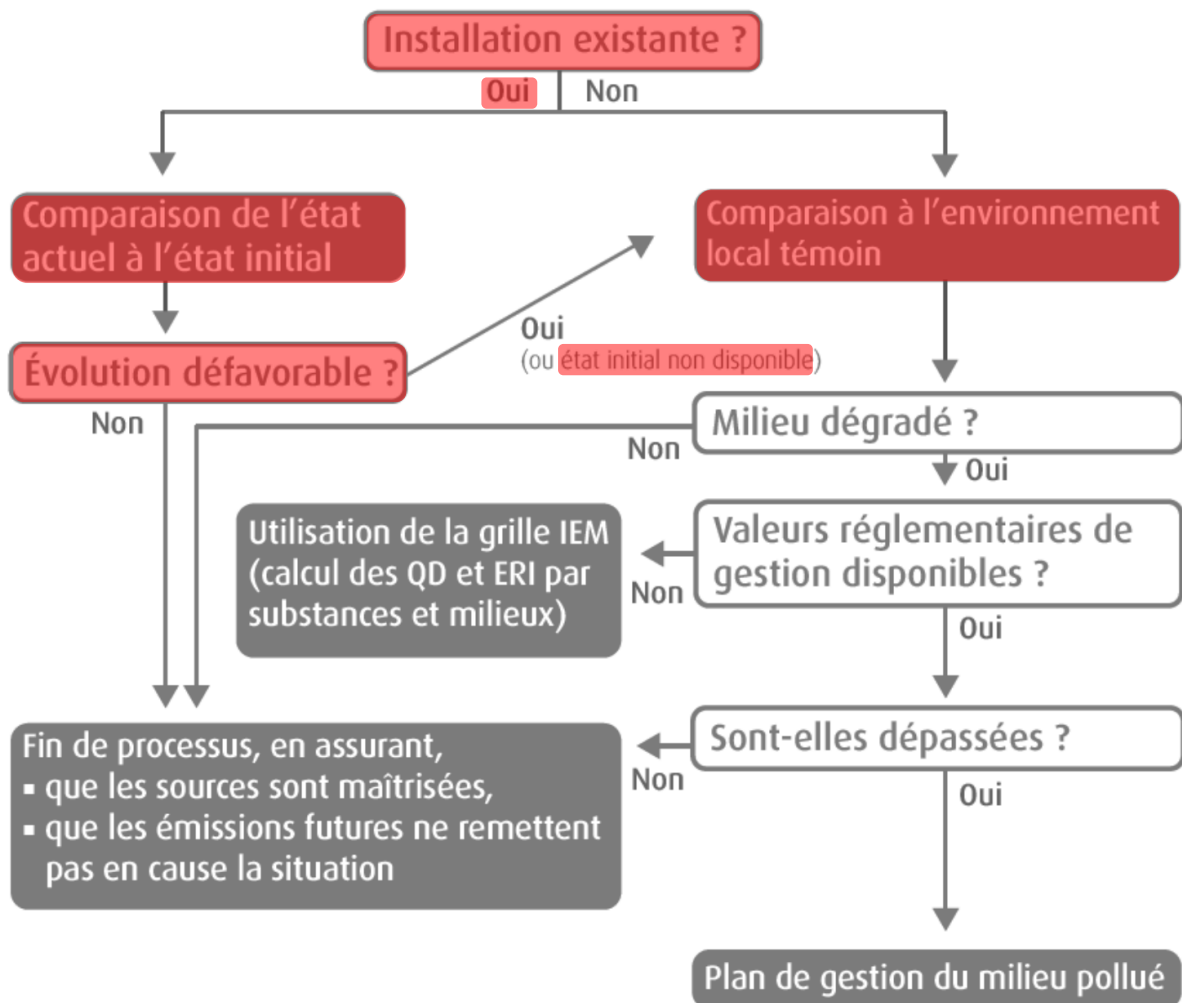 Installation existante ?
Oui
Non
Comparaison de l’état
actuel à l’état initial
Comparaison à l’environnement
local témoin
Oui
(ou état initial non disponible)
Évolution défavorable ?
Non
Milieu dégradé ?
Non
Oui
Utilisation de la grille IEM
(calcul des QD et ERI par
substances et milieux)
Valeurs réglementaires de
gestion disponibles ?
Non
Oui
Fin de processus, en assurant,
▪ que les sources sont maîtrisées,
▪ que les émissions futures ne remettent
pas en cause la situation
Sont-elles dépassées ?
Non
Oui
Plan de gestion du milieu pollué